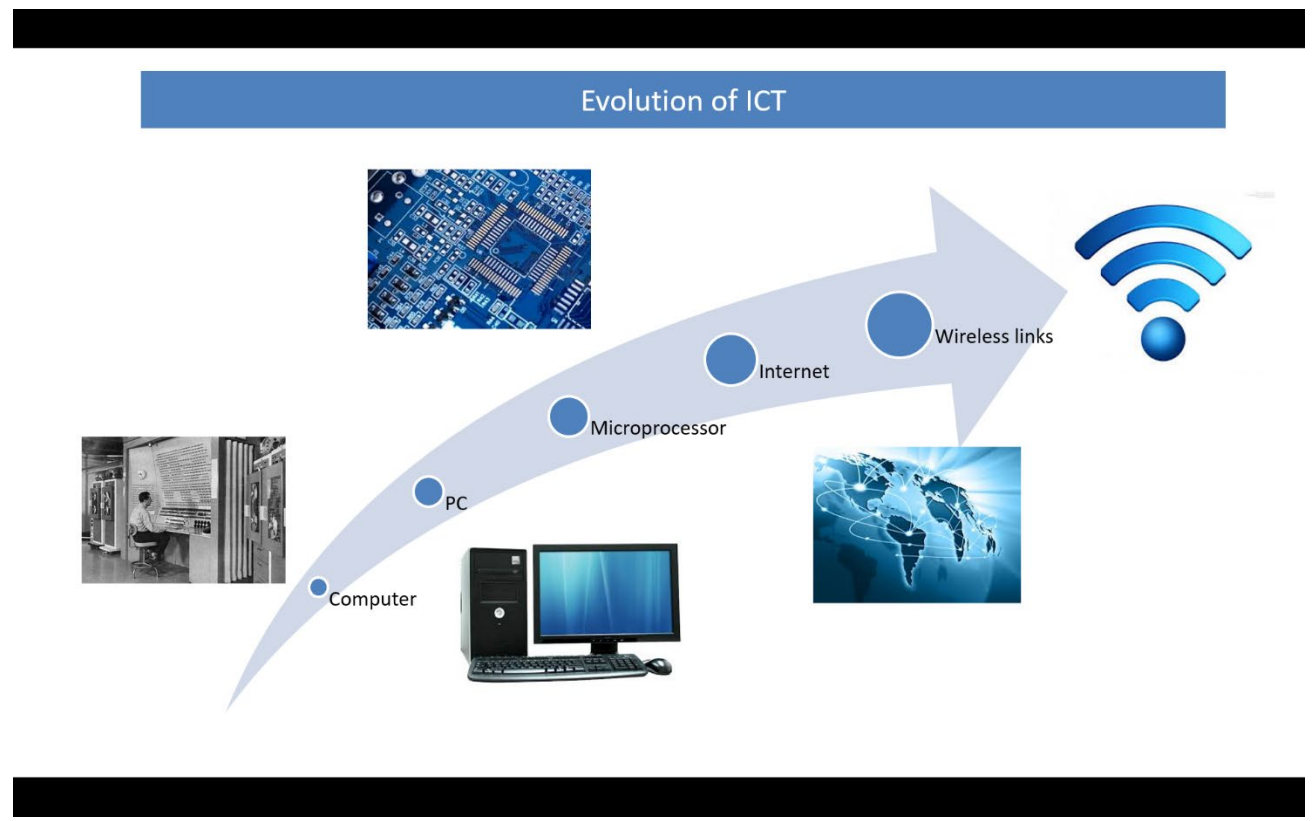 Evolution of ICT
Wireless links
Internet
Microprocessor
PC
Computer